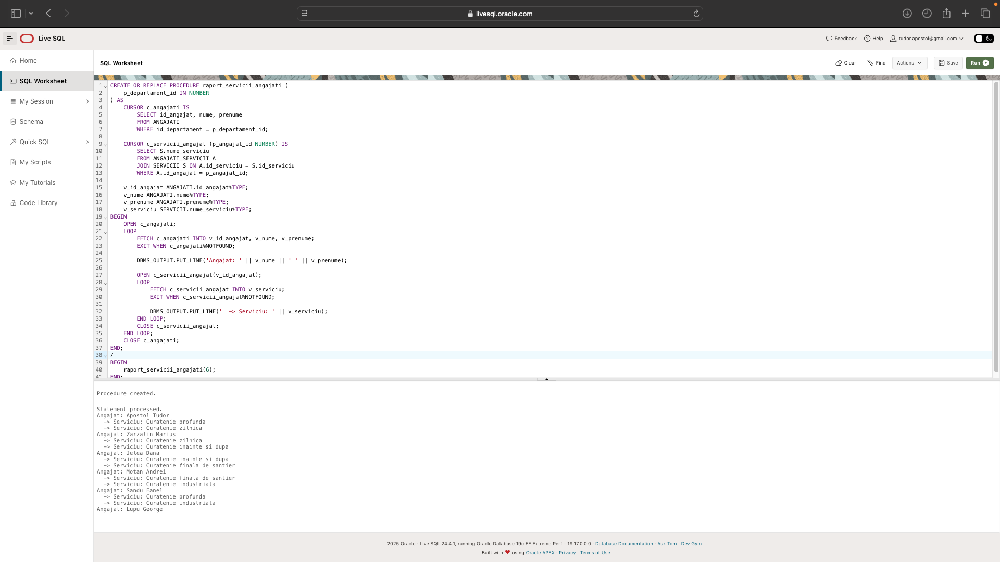 livesql.oracle.com
Live SQL
Feedback
Help
tudor.apostol@gmail.com
Home
SQL Worksheet
My Session
Schema
Quick SQL
My Scripts
My Tutorials
Code Library
SQL Worksheet
Clear
Find
Actions
Save
Run
1 CREATE OR REPLACE PROCEDURE raport_servicii_angajati (
2     p_departament_id IN NUMBER
3 ) AS
4     CURSOR c_angajati IS
5         SELECT id_angajat, nume, prenume
6         FROM ANGAJATI
7         WHERE id_departament = p_departament_id;
8
9     CURSOR c_servicii_angajat (p_angajat_id NUMBER) IS
10         SELECT S.nume_serviciu
11         FROM ANGAJATI_SERVICII A
12         JOIN SERVICII S ON A.id_serviciu = S.id_serviciu
13         WHERE A.id_angajat = p_angajat_id;
14
15     v_id_angajat ANGAJATI.id_angajat%TYPE;
16     v_nume ANGAJATI.nume%TYPE;
17     v_prenume ANGAJATI.prenume%TYPE;
18     v_serviciu SERVICII.nume_serviciu%TYPE;
19 BEGIN
20     OPEN c_angajati;
21     LOOP
22         FETCH c_angajati INTO v_id_angajat, v_nume, v_prenume;
23         EXIT WHEN c_angajati%NOTFOUND;
24
25         DBMS_OUTPUT.PUT_LINE('Angajat: ' || v_nume || ' ' || v_prenume);
26
27         OPEN c_servicii_angajat(v_id_angajat);
28         LOOP
29             FETCH c_servicii_angajat INTO v_serviciu;
30             EXIT WHEN c_servicii_angajat%NOTFOUND;
31
32             DBMS_OUTPUT.PUT_LINE('  -> Serviciu: ' || v_serviciu);
33         END LOOP;
34         CLOSE c_servicii_angajat;
35     END LOOP;
36     CLOSE c_angajati;
37 END;
38 /
39 BEGIN
40     raport_servicii_angajati(6);
41 END;
Procedure created.
Statement processed.
Angajat: Apostol Tudor
  -> Serviciu: Curatenie profunda
  -> Serviciu: Curatenie zilnica
Angajat: Zarzalin Marius
  -> Serviciu: Curatenie zilnica
  -> Serviciu: Curatenie inainte si dupa
Angajat: Jelea Dana
  -> Serviciu: Curatenie inainte si dupa
  -> Serviciu: Curatenie finala de santier
Angajat: Motan Andrei
  -> Serviciu: Curatenie finala de santier
  -> Serviciu: Curatenie industriala
Angajat: Sandu Fanel
  -> Serviciu: Curatenie profunda
  -> Serviciu: Curatenie industriala
Angajat: Lupu George
2025 Oracle · Live SQL 24.4.1, running Oracle Database 19c EE Extreme Perf - 19.17.0.0.0 · Database Documentation · Ask Tom · Dev Gym
Built with ❤ using Oracle APEX · Privacy · Terms of Use